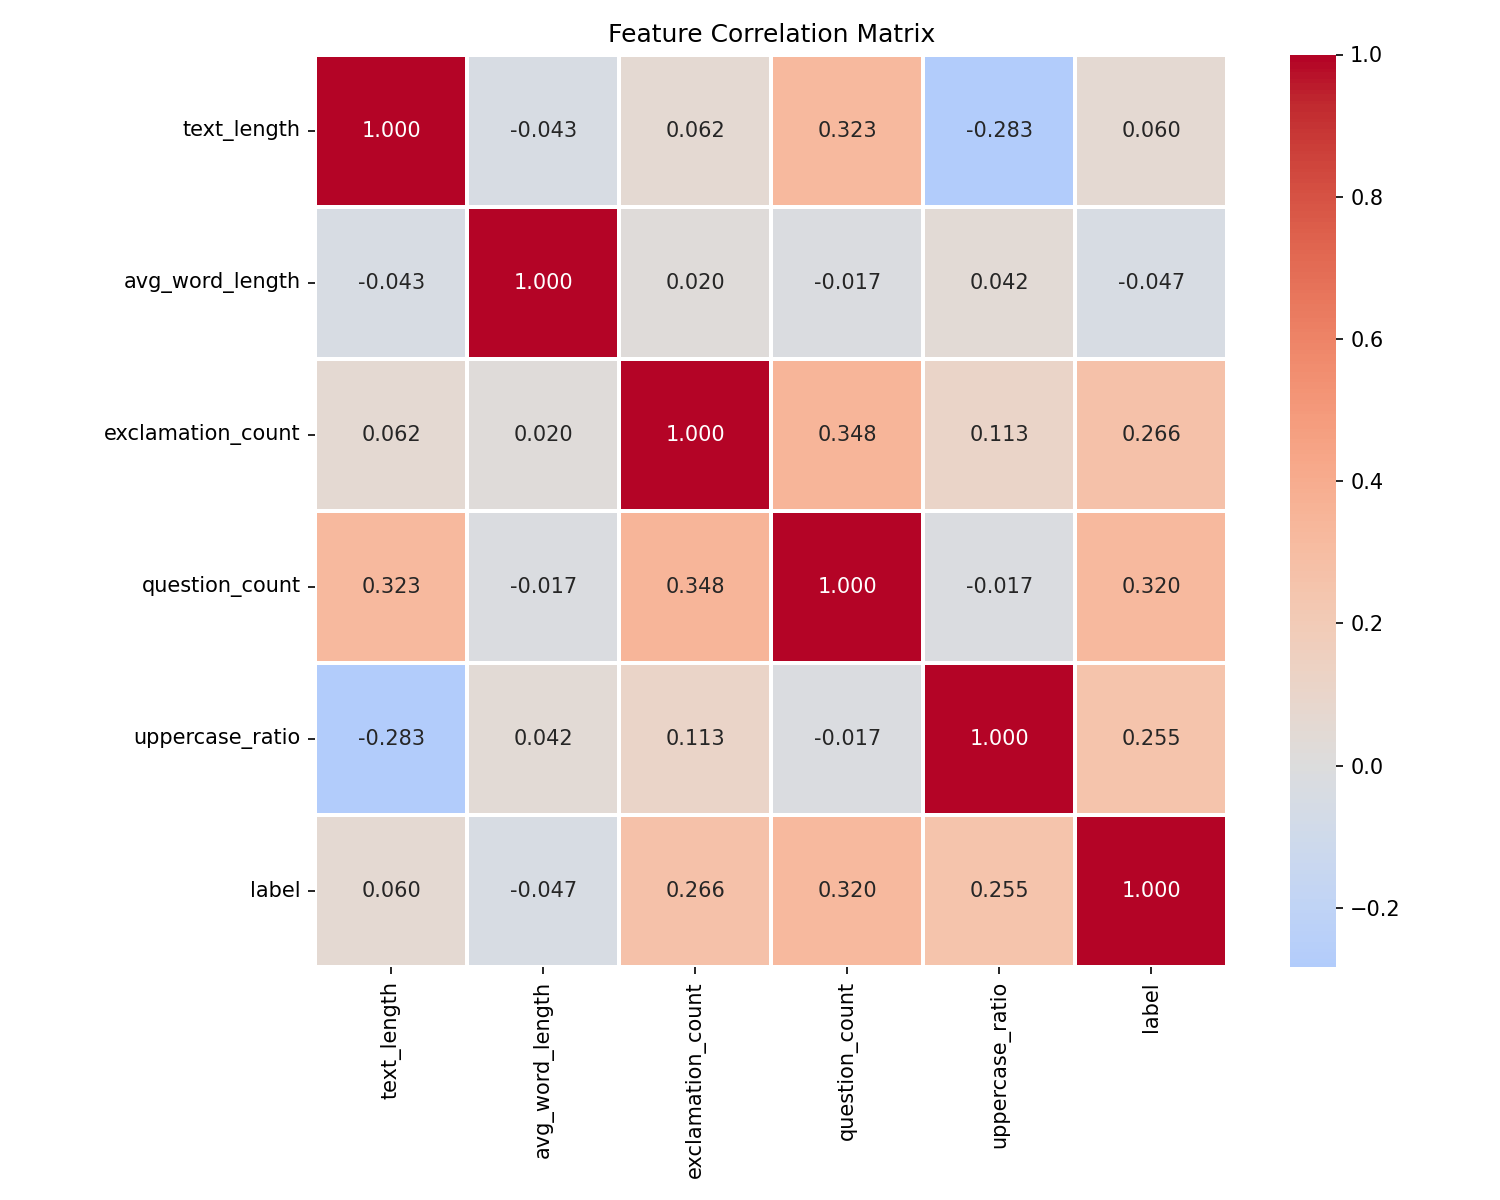 Feature Correlation Matrix
text_length 1.000 -0.043 0.062 0.323 -0.283 0.060
avg_word_length -0.043 1.000 0.020 -0.017 0.042 -0.047
exclamation_count 0.062 0.020 1.000 0.348 0.113 0.266
question_count 0.323 -0.017 0.348 1.000 -0.017 0.320
uppercase_ratio -0.283 0.042 0.113 -0.017 1.000 0.255
label 0.060 -0.047 0.266 0.320 0.255 1.000
text_length
avg_word_length
exclamation_count
question_count
uppercase_ratio
label
1.0
0.8
0.6
0.4
0.2
0.0
−0.2